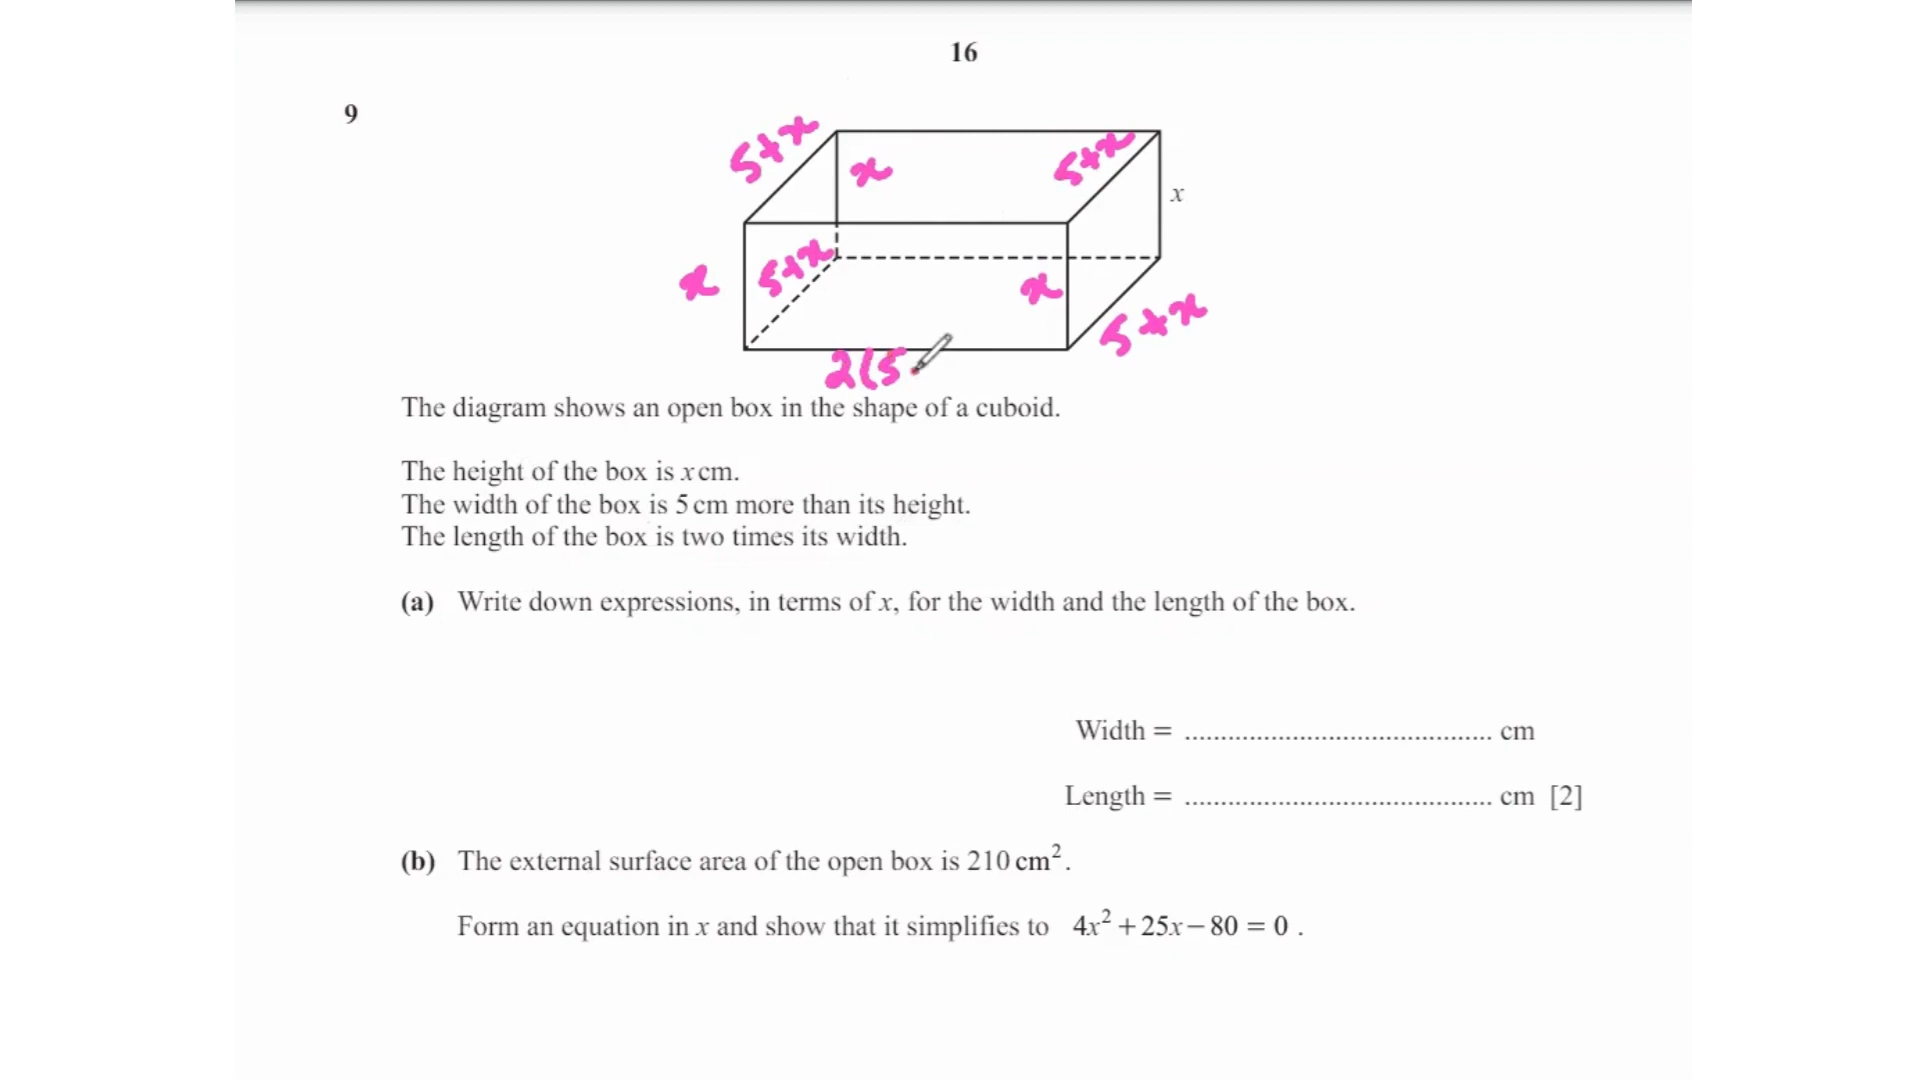 16
9
5+x
x
5+x
x
x
5+x
x
5+x
2(5
The diagram shows an open box in the shape of a cuboid.
The height of the box is x cm.
The width of the box is 5 cm more than its height.
The length of the box is two times its width.
(a) Write down expressions, in terms of x, for the width and the length of the box.
Width = .......................................... cm
Length = .......................................... cm [2]
(b) The external surface area of the open box is 210 cm².
Form an equation in x and show that it simplifies to 4x² + 25x − 80 = 0 .